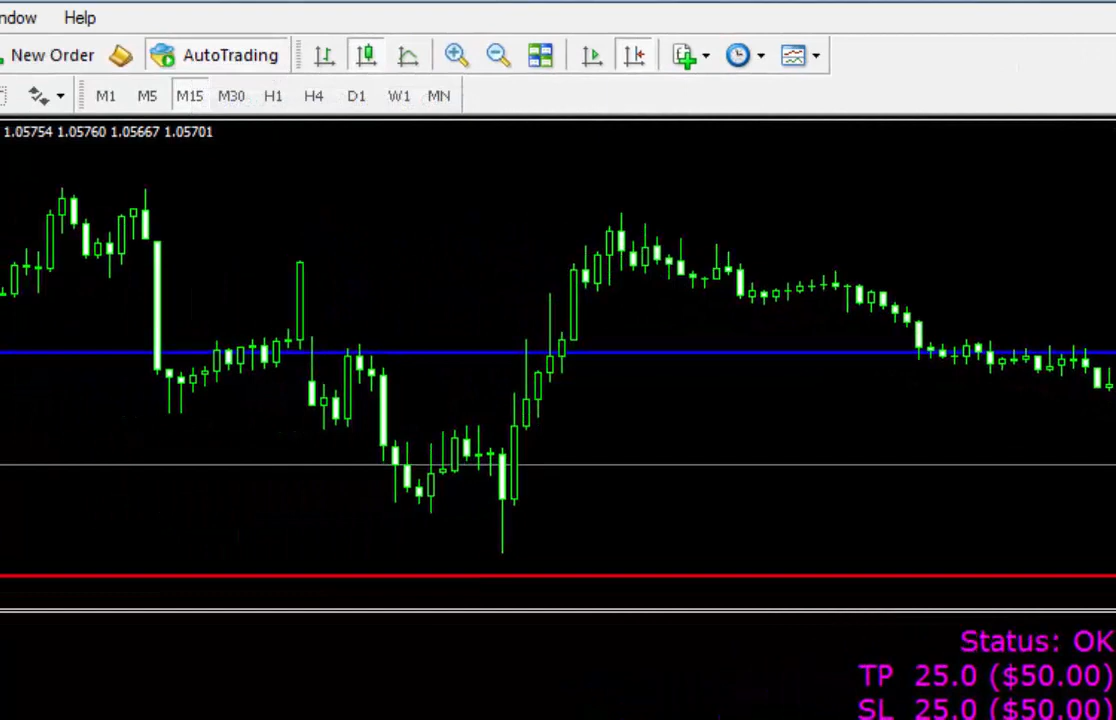 ndow Help
New Order AutoTrading
M1 M5 M15 M30 H1 H4 D1 W1 MN
1.05754 1.05760 1.05667 1.05701
Status: OK
TP 25.0 ($50.00)
SL 25.0 ($50.00)